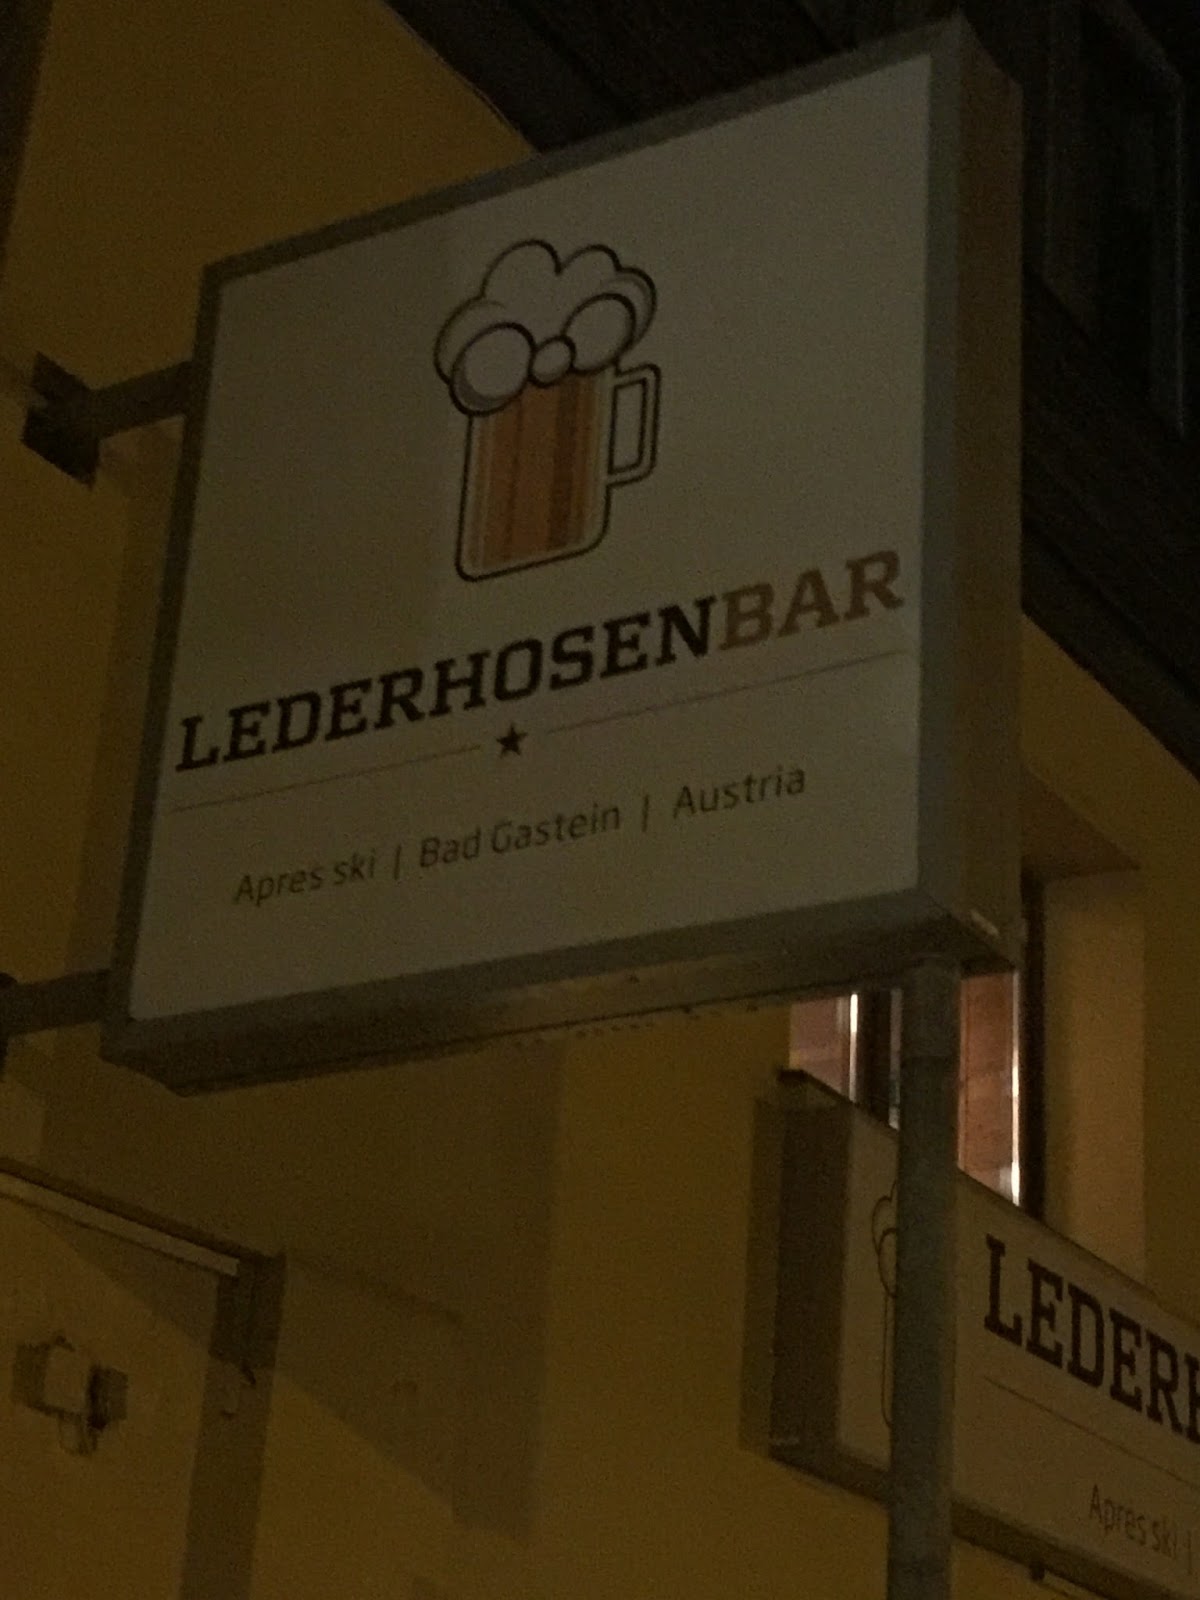 LEDERHOSENBAR
Apres ski | Bad Gastein | Austria
LEDER
Apres ski |